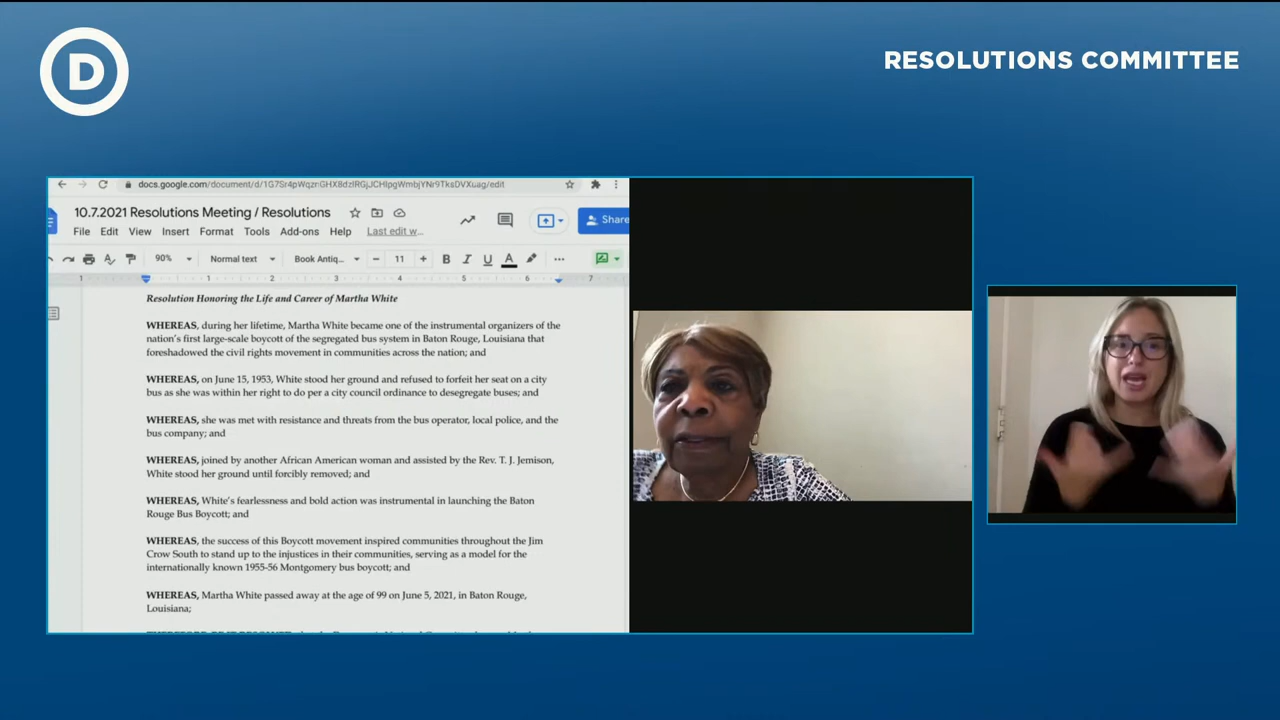 D
RESOLUTIONS COMMITTEE
10.7.2021 Resolutions Meeting / Resolutions
File Edit View Insert Format Tools Add-ons Help Last edit w...
Share
90% Normal text Book Antiq... − 11 + B I U A ...
1 1 2 3 4 5 6 7
Resolution Honoring the Life and Career of Martha White
WHEREAS, during her lifetime, Martha White became one of the instrumental organizers of the
nation's first large-scale boycott of the segregated bus system in Baton Rouge, Louisiana that
foreshadowed the civil rights movement in communities across the nation; and
WHEREAS, on June 15, 1953, White stood her ground and refused to forfeit her seat on a city
bus as she was within her right to do per a city council ordinance to desegregate buses; and
WHEREAS, she was met with resistance and threats from the bus operator, local police, and the
bus company; and
WHEREAS, joined by another African American woman and assisted by the Rev. T. J. Jemison,
White stood her ground until forcibly removed; and
WHEREAS, White's fearlessness and bold action was instrumental in launching the Baton
Rouge Bus Boycott; and
WHEREAS, the success of this Boycott movement inspired communities throughout the Jim
Crow South to stand up to the injustices in their communities, serving as a model for the
internationally known 1955-56 Montgomery bus boycott; and
WHEREAS, Martha White passed away at the age of 99 on June 5, 2021, in Baton Rouge,
Louisiana;